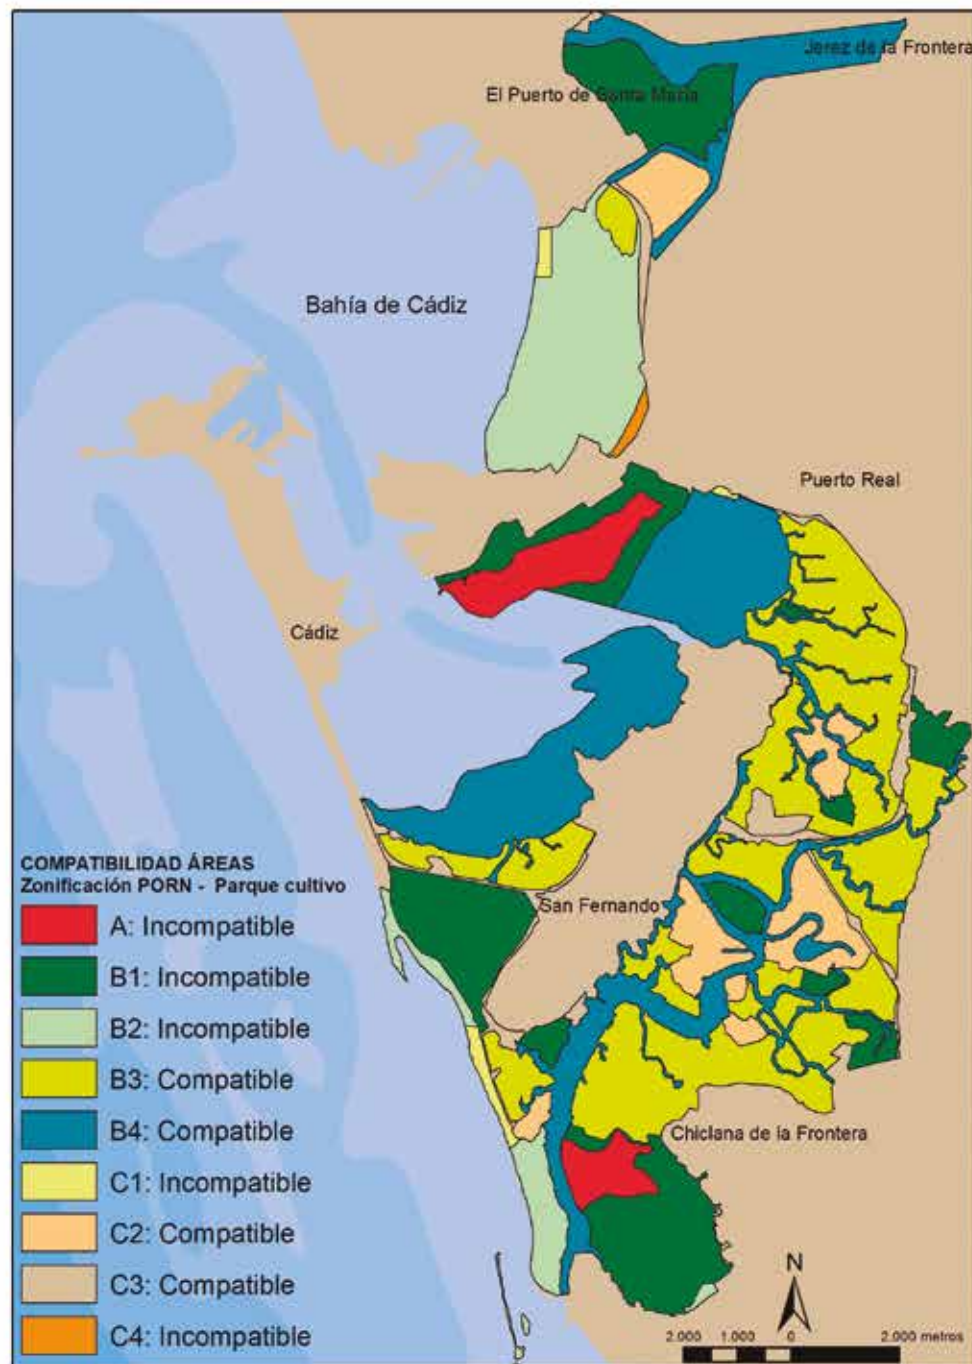 Jerez de la Frontera
El Puerto de Santa María
Bahía de Cádiz
Puerto Real
Cádiz
San Fernando
Chiclana de la Frontera
COMPATIBILIDAD ÁREAS
Zonificación PORN - Parque cultivo
A: Incompatible
B1: Incompatible
B2: Incompatible
B3: Compatible
B4: Compatible
C1: Incompatible
C2: Compatible
C3: Compatible
C4: Incompatible
N
2.000 1.000 0 2.000 metros